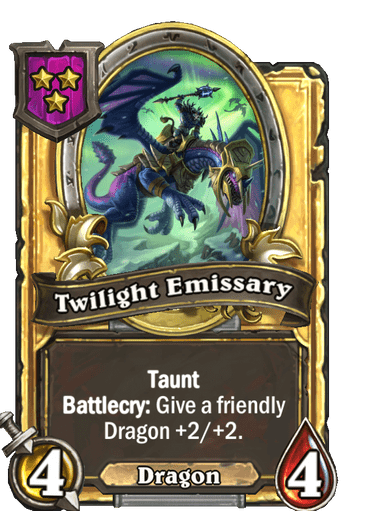 Twilight Emissary
Taunt
Battlecry: Give a friendly
Dragon +2/+2.
4
Dragon
4